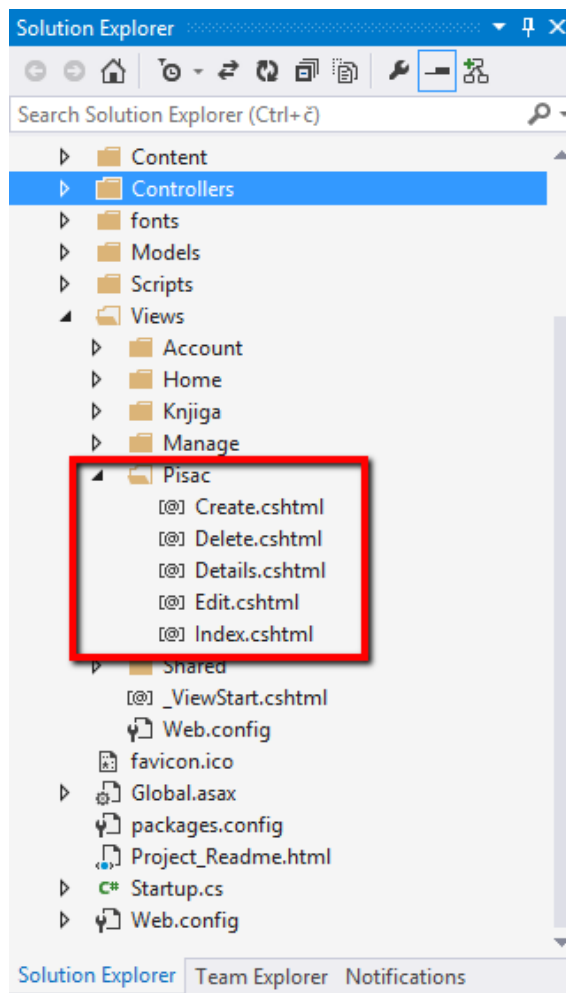 Solution Explorer
Search Solution Explorer (Ctrl+č)
Content
Controllers
fonts
Models
Scripts
Views
Account
Home
Knjiga
Manage
Pisac
[@] Create.cshtml
[@] Delete.cshtml
[@] Details.cshtml
[@] Edit.cshtml
[@] Index.cshtml
Shared
[@] _ViewStart.cshtml
Web.config
favicon.ico
Global.asax
packages.config
Project_Readme.html
C# Startup.cs
Web.config
Solution Explorer Team Explorer Notifications